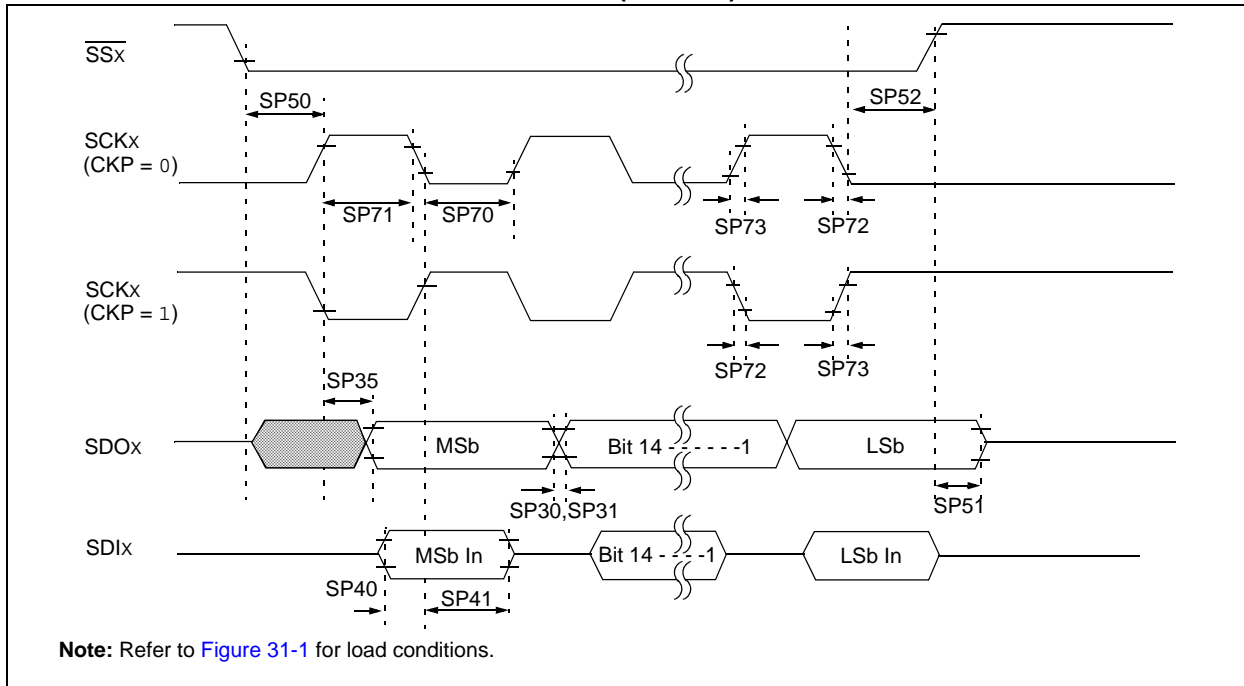 SSX
SP50
SP52
SCKX
(CKP = 0)
SP71
SP70
SP73
SP72
SCKX
(CKP = 1)
SP72
SP73
SP35
SDOX
MSb
Bit 14 - - - - - -1
LSb
SP30,SP31
SP51
SDIX
MSb In
Bit 14 - - - -1
LSb In
SP40
SP41
Note: Refer to Figure 31-1 for load conditions.